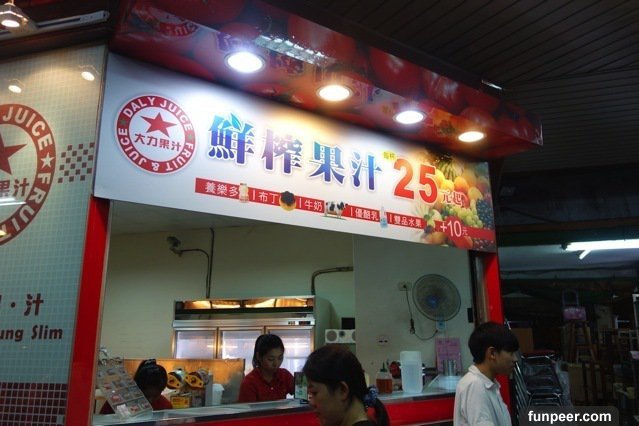 DALY JUICE
大力果汁
FRUIT & JUICE
鮮榨果汁
25元起
養樂多 | 布丁 | 牛奶 | 優酪乳 | 雙品水果 +10元
JUICE
果汁
FRUIT
汁
ung Slim
funpeer.com